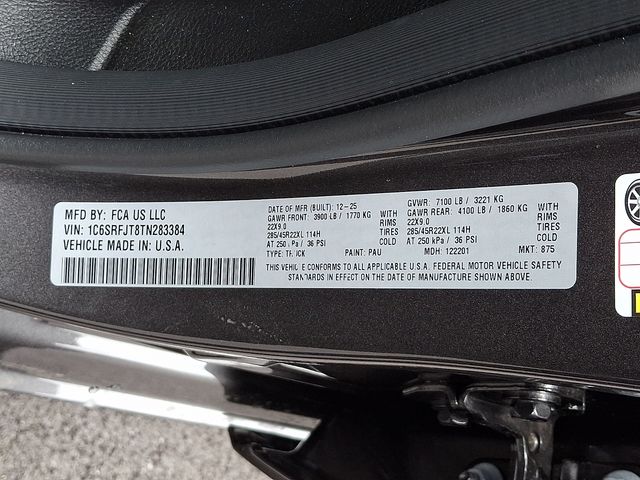 MFD BY: FCA US LLC
VIN: 1C6SRFJT8TN283384
VEHICLE MADE IN U.S.A.
DATE OF MFR (BUILT): 12-25
GAWR FRONT: 3900 LB / 1770 KG WITH
22X9.0 RIMS
285/45R22XL 114H TIRES
AT 250 kPa / 36 PSI COLD
TYPE: TRUCK PAINT: PAU
GVWR: 7100 LB / 3221 KG
GAWR REAR: 4100 LB / 1860 KG WITH
22X9.0 RIMS
285/45R22XL 114H TIRES
AT 250 kPa / 36 PSI COLD
MDH: 122201 MKT: 875
THIS VEHICLE CONFORMS TO ALL APPLICABLE U.S.A. FEDERAL MOTOR VEHICLE SAFETY
STANDARDS IN EFFECT ON THE DATE OF MANUFACTURE SHOWN ABOVE.